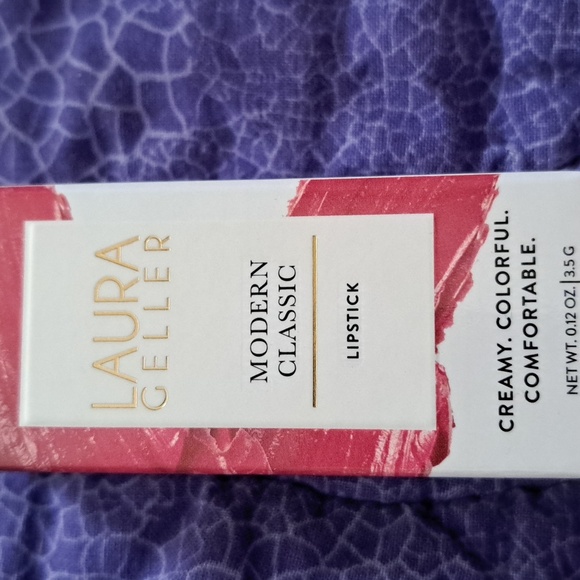 LAURA
GELLER
MODERN
CLASSIC
LIPSTICK
CREAMY. COLORFUL.
COMFORTABLE.
NET WT. 0.12 OZ. | 3.5 G